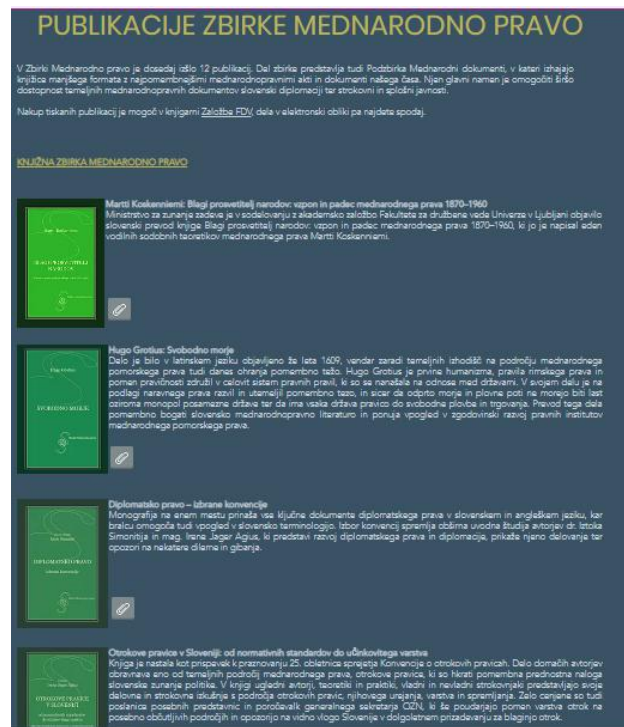 PUBLIKACIJE ZBIRKE MEDNARODNO PRAVO
V Zbirki Mednarodno pravo je dosedaj izšlo 12 publikacij. Del zbirke predstavlja tudi Podzbirka Mednarodni dokumenti, v kateri izhajajo
knjižice manjšega formata z najpomembnejšimi mednarodnopravnimi akti in dokumenti našega časa. Njen glavni namen je omogočiti širšo
dostopnost temeljnih mednarodnopravnih dokumentov slovenski diplomaciji ter strokovni in splošni javnosti.
Nakup tiskanih publikacij je mogoč v knjigarni Založbe FDV, dela v elektronski obliki pa najdete spodaj.
KNJIŽNA ZBIRKA MEDNARODNO PRAVO
Martti Koskenniemi: Blagi prosvetitelj narodov: vzpon in padec mednarodnega prava 1870–1960
Ministrstvo za zunanje zadeve je v sodelovanju z akademsko založbo Fakultete za družbene vede Univerze v Ljubljani objavilo
slovenski prevod knjige Blagi prosvetitelj narodov: vzpon in padec mednarodnega prava 1870–1960, ki jo je napisal eden
vodilnih sodobnih teoretikov mednarodnega prava Martti Koskenniemi.
BLAGI PROSVETITELJ
NARODOV
Hugo Grotius: Svobodno morje
Delo je bilo v latinskem jeziku objavljeno že leta 1609, vendar zaradi temeljnih izhodišč na področju mednarodnega
pomorskega prava tudi danes ohranja pomembno težo. Hugo Grotius je prvine humanizma, pravila rimskega prava in
pomen pravičnosti združil v celovit sistem pravnih pravil, ki so se nanašala na odnose med državami. V svojem delu je na
podlagi naravnega prava razvil in utemeljil pomembno tezo, in sicer da odprto morje in plovne poti ne morejo biti last
oziroma monopol posamezne države ter da ima vsaka država pravico do svobodne plovbe in trgovanja. Prevod tega dela
pomembno bogati slovensko mednarodnopravno literaturo in ponuja vpogled v zgodovinski razvoj pravnih institutov
mednarodnega pomorskega prava.
Hugo Grotius
SVOBODNO MORJE
Diplomatsko pravo – izbrane konvencije
Monografija na enem mestu prinaša vse ključne dokumente diplomatskega prava v slovenskem in angleškem jeziku, kar
bralcu omogoča tudi vpogled v slovensko terminologijo. Izbor konvencij spremlja obširna uvodna študija avtorjev dr. Iztoka
Simonitija in mag. Irene Jager Agius, ki predstavi razvoj diplomatskega prava in diplomacije, prikaže njeno delovanje ter
opozori na nekatere dileme in gibanja.
DIPLOMATSKO PRAVO
Otrokove pravice v Sloveniji: od normativnih standardov do učinkovitega varstva
Knjiga je nastala kot prispevek k praznovanju 25. obletnice sprejetja Konvencije o otrokovih pravicah. Delo domačih avtorjev
obravnava eno od temeljnih področij mednarodnega prava, otrokove pravice, ki so hkrati pomembna prednostna naloga
slovenske zunanje politike. V knjigi ugledni avtorji, teoretiki in praktiki, vladni in nevladni strokovnjaki predstavljajo svoje
delovne in strokovne izkušnje s področja otrokovih pravic, njihovega urejanja, varstva in spremljanja. Zelo cenjene so tudi
poslanice posebnih predstavnic in poročevalk generalnega sekretarja OZN, ki še poudarjajo pomen varstva otrok na
posebno občutljivih področjih in opozorijo na vidno vlogo Slovenije v dolgoletnem prizadevanju za blaginjo otrok.
OTROKOVE PRAVICE
V SLOVENIJI